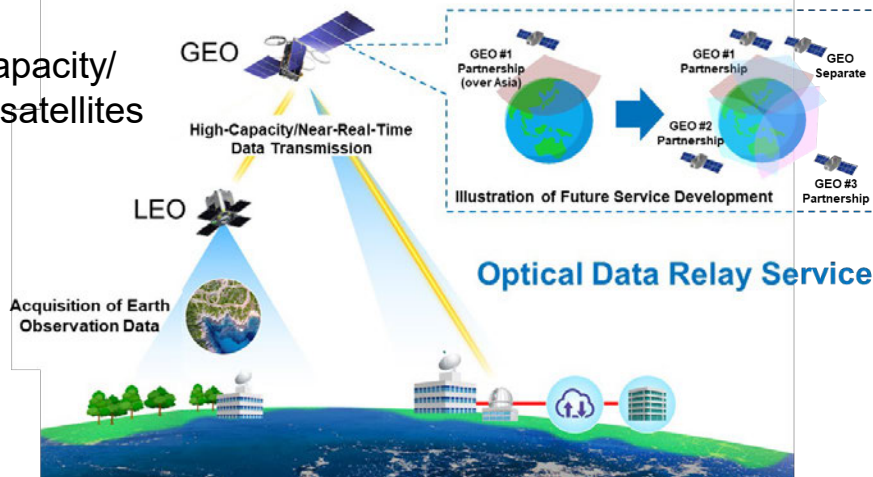 apacity/
satellites
GEO
High-Capacity/Near-Real-Time
Data Transmission
LEO
Acquisition of Earth
Observation Data
GEO #1
Partnership
(over Asia)
GEO #1
Partnership
GEO
Separate
GEO #2
Partnership
GEO #3
Partnership
Illustration of Future Service Development
Optical Data Relay Service